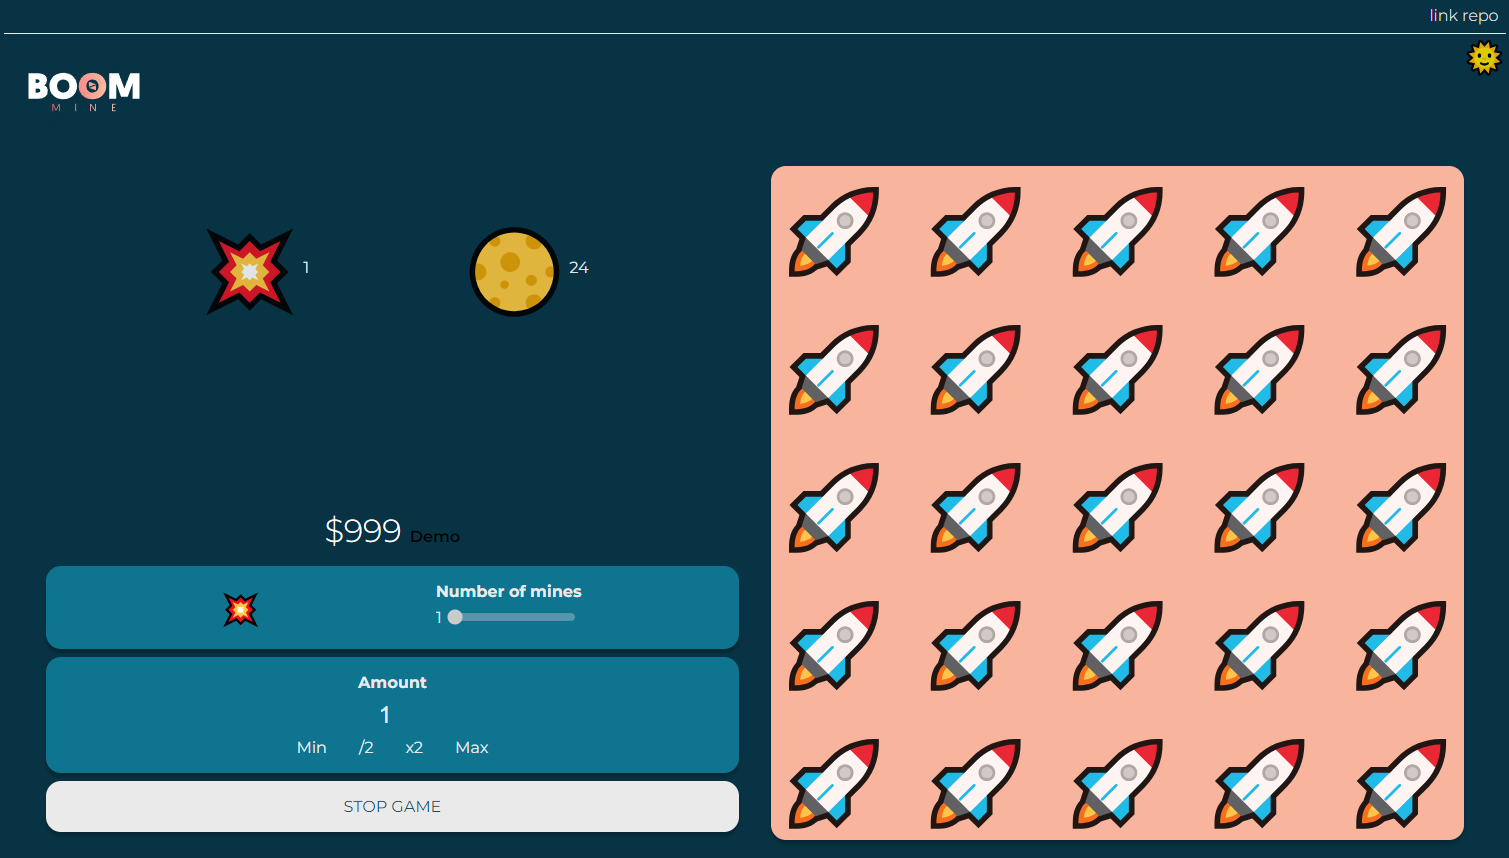 link repo
BOOM
MINE
1
24
$999 Demo
Number of mines
1
Amount
1
Min /2 x2 Max
STOP GAME